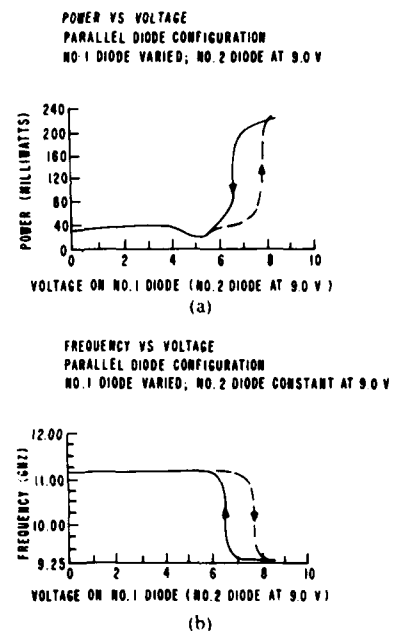 POWER VS VOLTAGE
PARALLEL DIODE CONFIGURATION
NO.1 DIODE VARIED; NO.2 DIODE AT 9.0 V
POWER (MILLIWATTS)
240
200
160
120
80
40
0
0 2 4 6 8 10
VOLTAGE ON NO.1 DIODE (NO.2 DIODE AT 9.0 V)
(a)
FREQUENCY VS VOLTAGE
PARALLEL DIODE CONFIGURATION
NO.1 DIODE VARIED; NO.2 DIODE CONSTANT AT 9.0 V
FREQUENCY (GHZ)
12.00
11.00
10.00
9.25
0 2 4 6 8 10
VOLTAGE ON NO.1 DIODE (NO.2 DIODE AT 9.0 V)
(b)